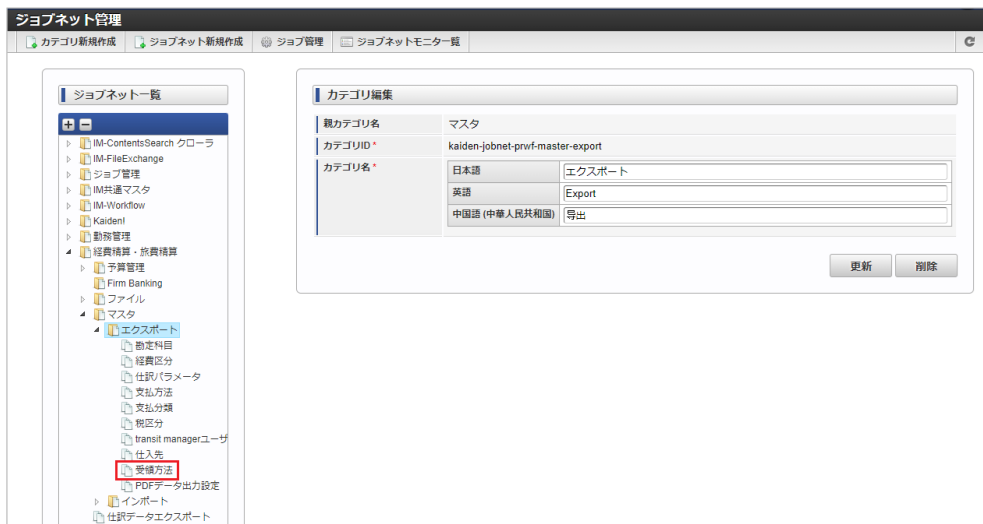 ジョブネット管理
カテゴリ新規作成 ジョブネット新規作成 ジョブ管理 ジョブネットモニタ一覧
ジョブネット一覧
IM-ContentsSearch クローラ
IM-FileExchange
ジョブ管理
IM共通マスタ
IM-Workflow
Kaiden!
勤務管理
経費精算・旅費精算
予算管理
Firm Banking
ファイル
マスタ
エクスポート
勘定科目
経費区分
仕訳パラメータ
支払方法
支払分類
税区分
transit managerユーザ
仕入先
受領方法
PDFデータ出力設定
インポート
仕訳データエクスポート
カテゴリ編集
親カテゴリ名 マスタ
カテゴリID * kaiden-jobnet-prwf-master-export
カテゴリ名 *
日本語 エクスポート
英語 Export
中国語 (中華人民共和国) 导出
更新 削除